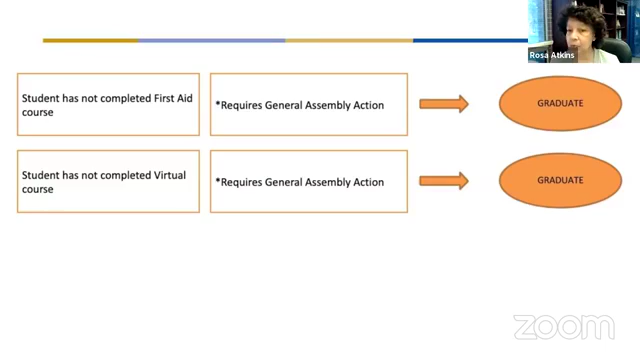 Rosa Atkins
Student has not completed First Aid
course
*Requires General Assembly Action
GRADUATE
Student has not completed Virtual
course
*Requires General Assembly Action
GRADUATE
zoom